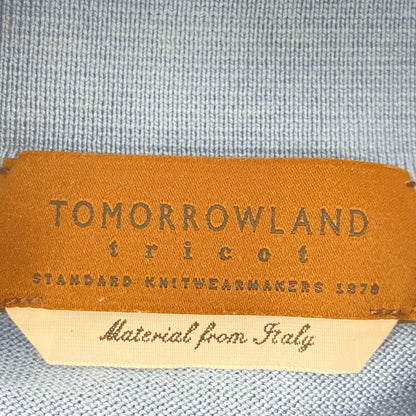 TOMORROWLAND
tricot
STANDARD KNITWEARMAKERS 1978
Material from Italy